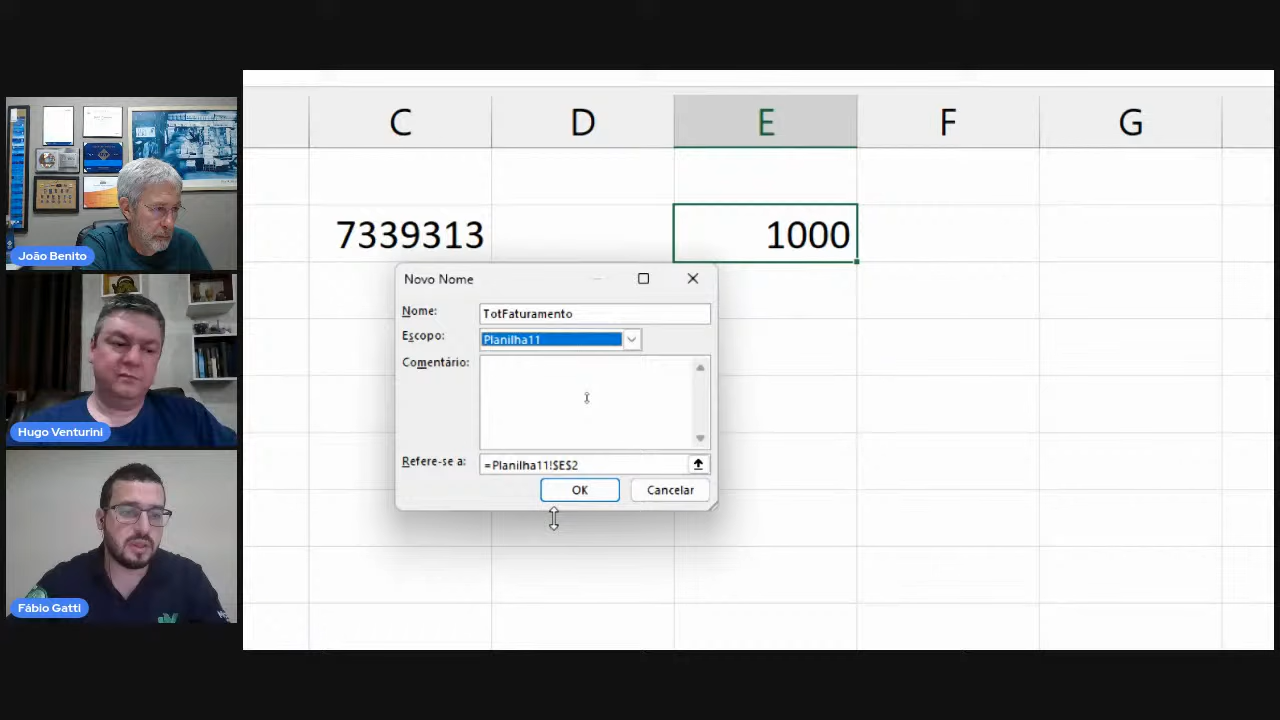 João Benito
Hugo Venturini
Fábio Gatti
C D E F G
7339313 1000
Novo Nome
Nome: TotFaturamento
Escopo: Planilha11
Comentário:
Refere-se a: =Planilha11!$E$2
OK Cancelar